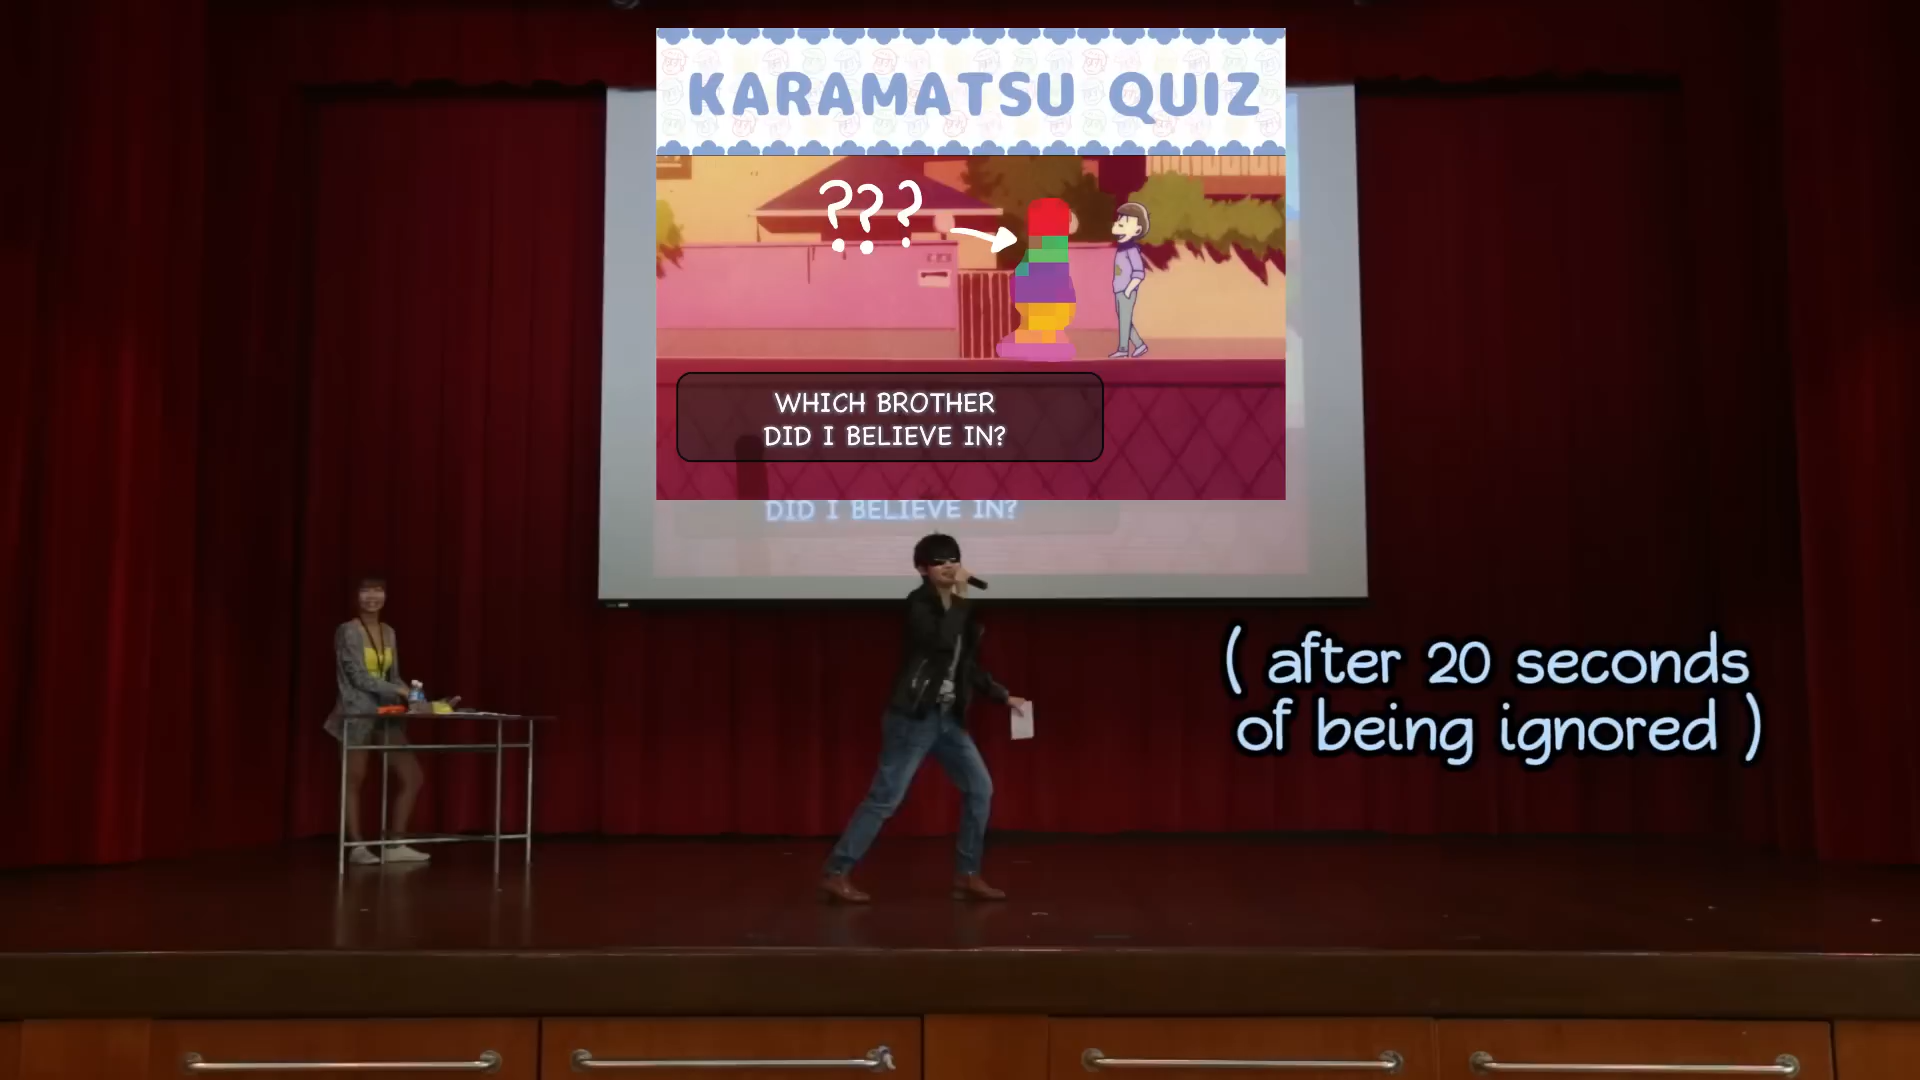 KARAMATSU QUIZ
???
WHICH BROTHER
DID I BELIEVE IN?
DID I BELIEVE IN?
( after 20 seconds
of being ignored )